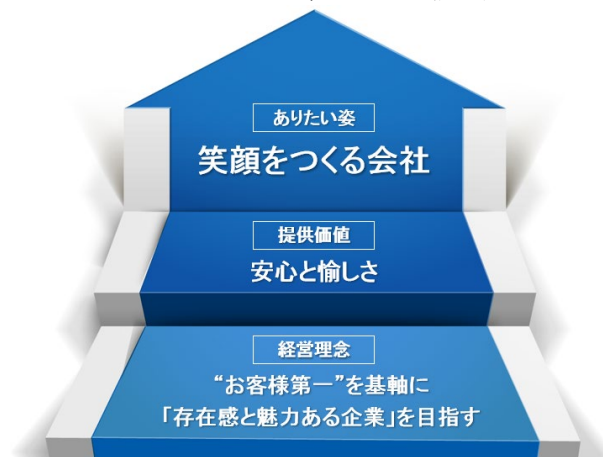 ありたい姿
笑顔をつくる会社
提供価値
安心と愉しさ
経営理念
“お客様第一”を基軸に
「存在感と魅力ある企業」を目指す